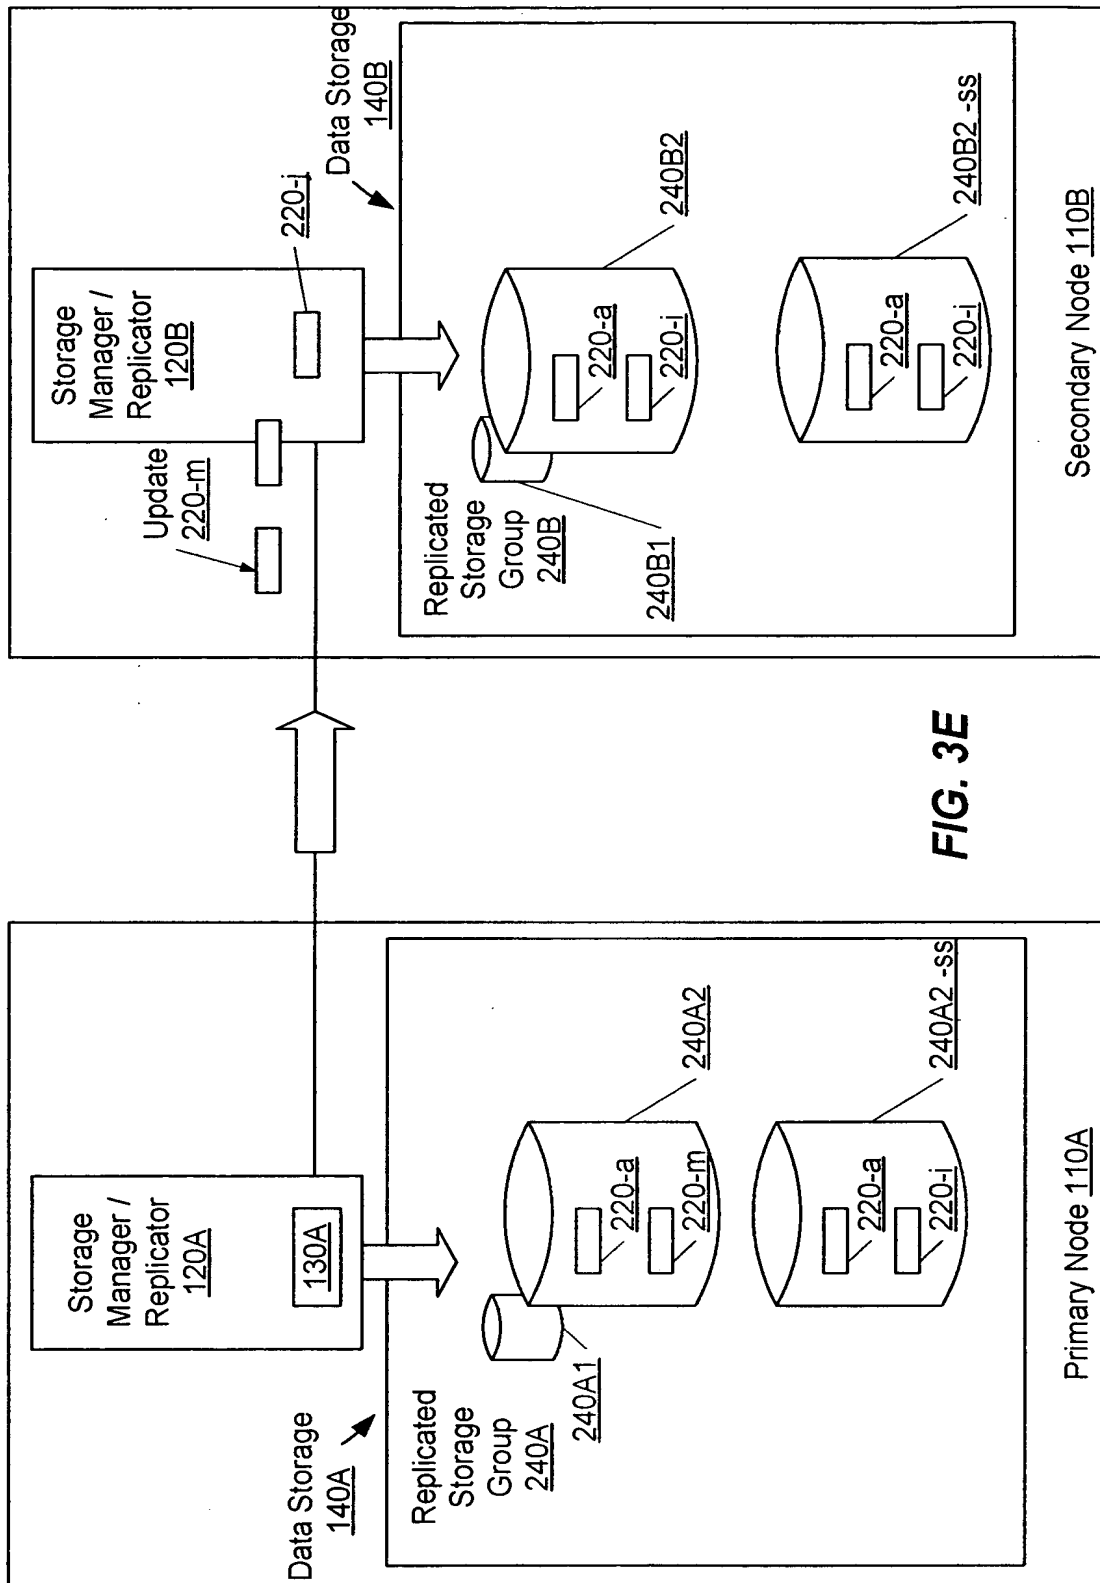 Storage
Manager /
Replicator
120A
130A
Data Storage
140A
Replicated
Storage
Group
240A
240A1
220-a
220-m
240A2
220-a
220-i
240A2 -ss
Primary Node 110A
Storage
Manager /
Replicator
120B
220-j
Update
220-m
Data Storage
140B
Replicated
Storage
Group
240B
240B1
220-a
220-i
240B2
220-a
220-i
240B2 -ss
Secondary Node 110B
FIG. 3E